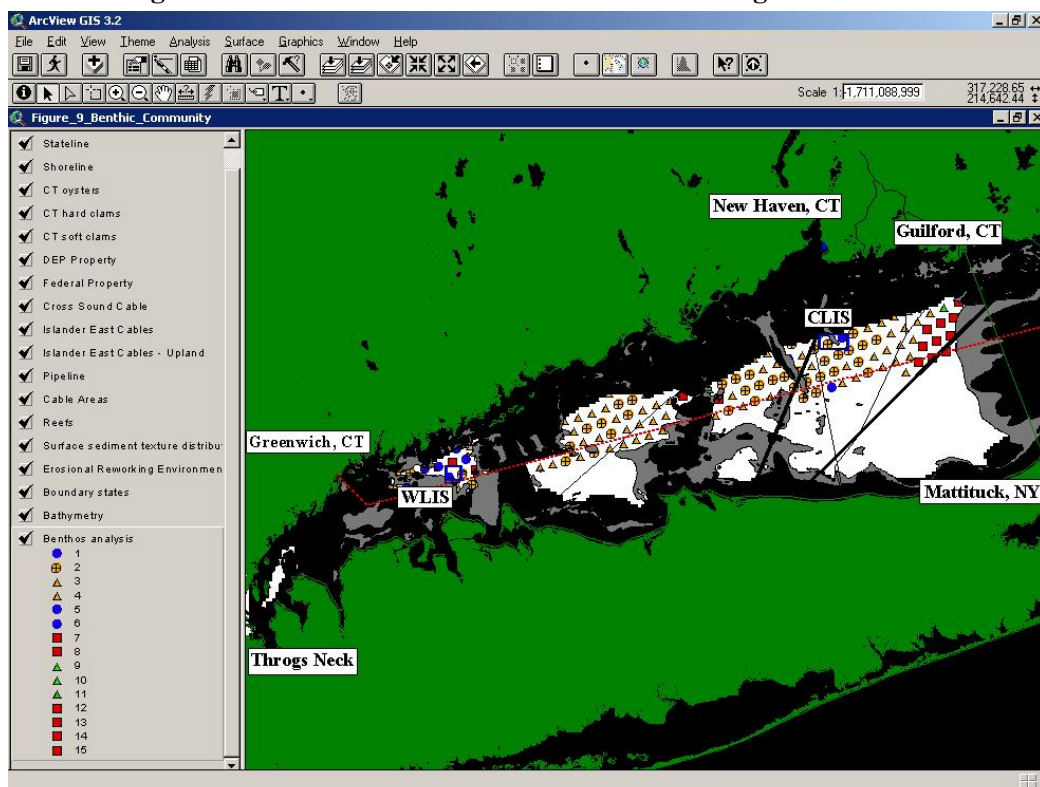 ArcView GIS 3.2
File Edit View Theme Analysis Surface Graphics Window Help
Scale 1: -1,711,088,999
317,228.65
214,642.44
Figure_9_Benthic_Community
Stateline
Shoreline
CT oysters
CT hard clams
CT soft clams
DEP Property
Federal Property
Cross Sound Cable
Islander East Cables
Islander East Cables - Upland
Pipeline
Cable Areas
Reefs
Surface sediment texture distribu
Erosional Reworking Environmen
Boundary states
Bathymetry
Benthos analysis
1
2
3
4
5
6
7
8
9
10
11
12
13
14
15
New Haven, CT
Guilford, CT
CLIS
Greenwich, CT
WLIS
Mattituck, NY
Throgs Neck